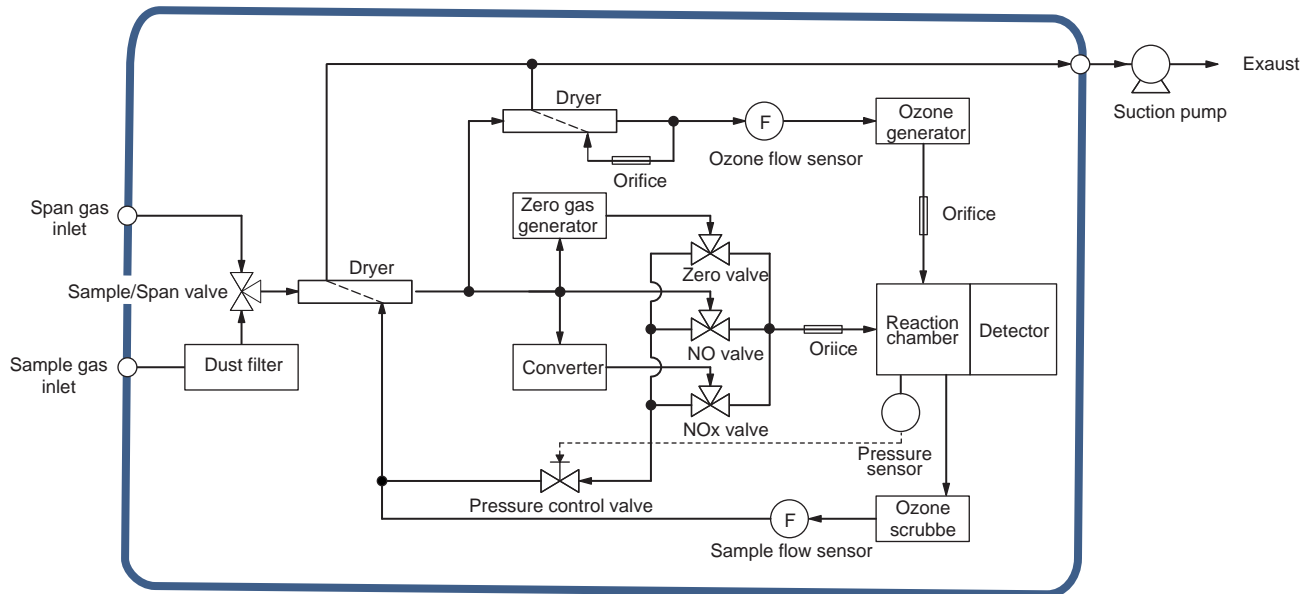 Exaust
Suction pump
Dryer
F
Ozone flow sensor
Ozone
generator
Orifice
Span gas
inlet
Zero gas
generator
Orifice
Dryer
Zero valve
Sample/Span valve
Reaction
chamber
Detector
Sample gas
inlet
Dust filter
Converter
NO valve
Oriice
NOx valve
Pressure
sensor
Pressure control valve
F
Sample flow sensor
Ozone
scrubbe